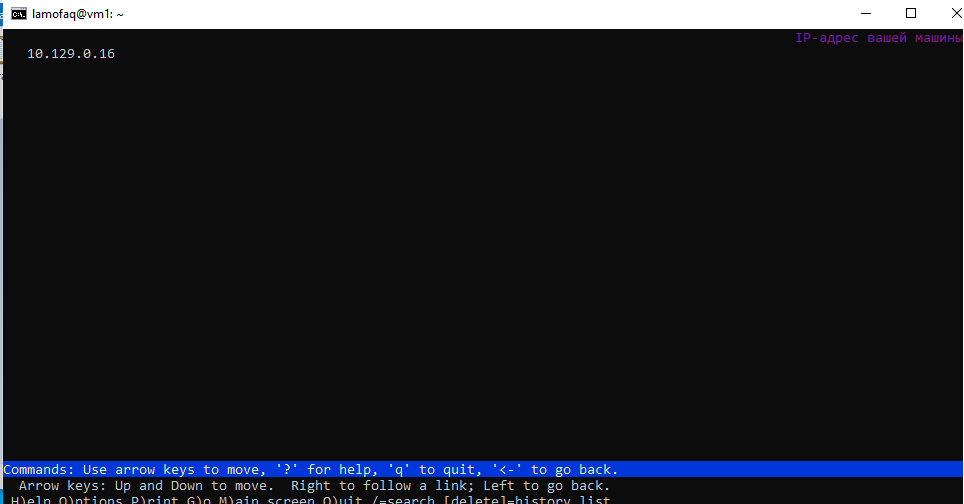 lamofaq@vm1: ~
IP-адрес вашей машины
10.129.0.16
Commands: Use arrow keys to move, '?' for help, 'q' to quit, '<-' to go back.
Arrow keys: Up and Down to move.  Right to follow a link; Left to go back.
H)elp O)ptions P)rint G)o M)ain screen Q)uit /=search [delete]=history list